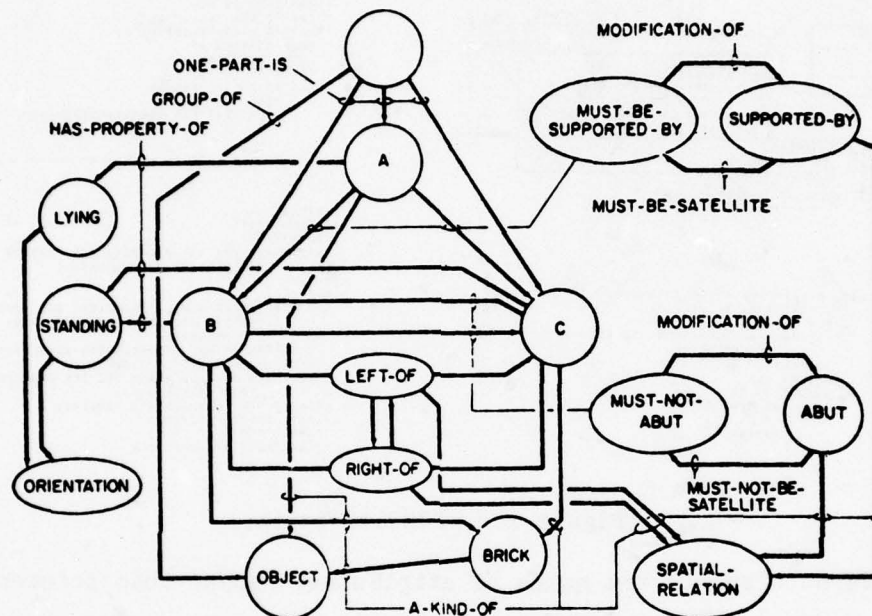 MODIFICATION-OF
ONE-PART-IS
GROUP-OF
HAS-PROPERTY-OF
MUST-BE-
SUPPORTED-BY
SUPPORTED-BY
A
MUST-BE-SATELLITE
LYING
STANDING
B
C
MODIFICATION-OF
LEFT-OF
MUST-NOT-
ABUT
ABUT
RIGHT-OF
ORIENTATION
MUST-NOT-BE-
SATELLITE
OBJECT
BRICK
SPATIAL-
RELATION
A-KIND-OF